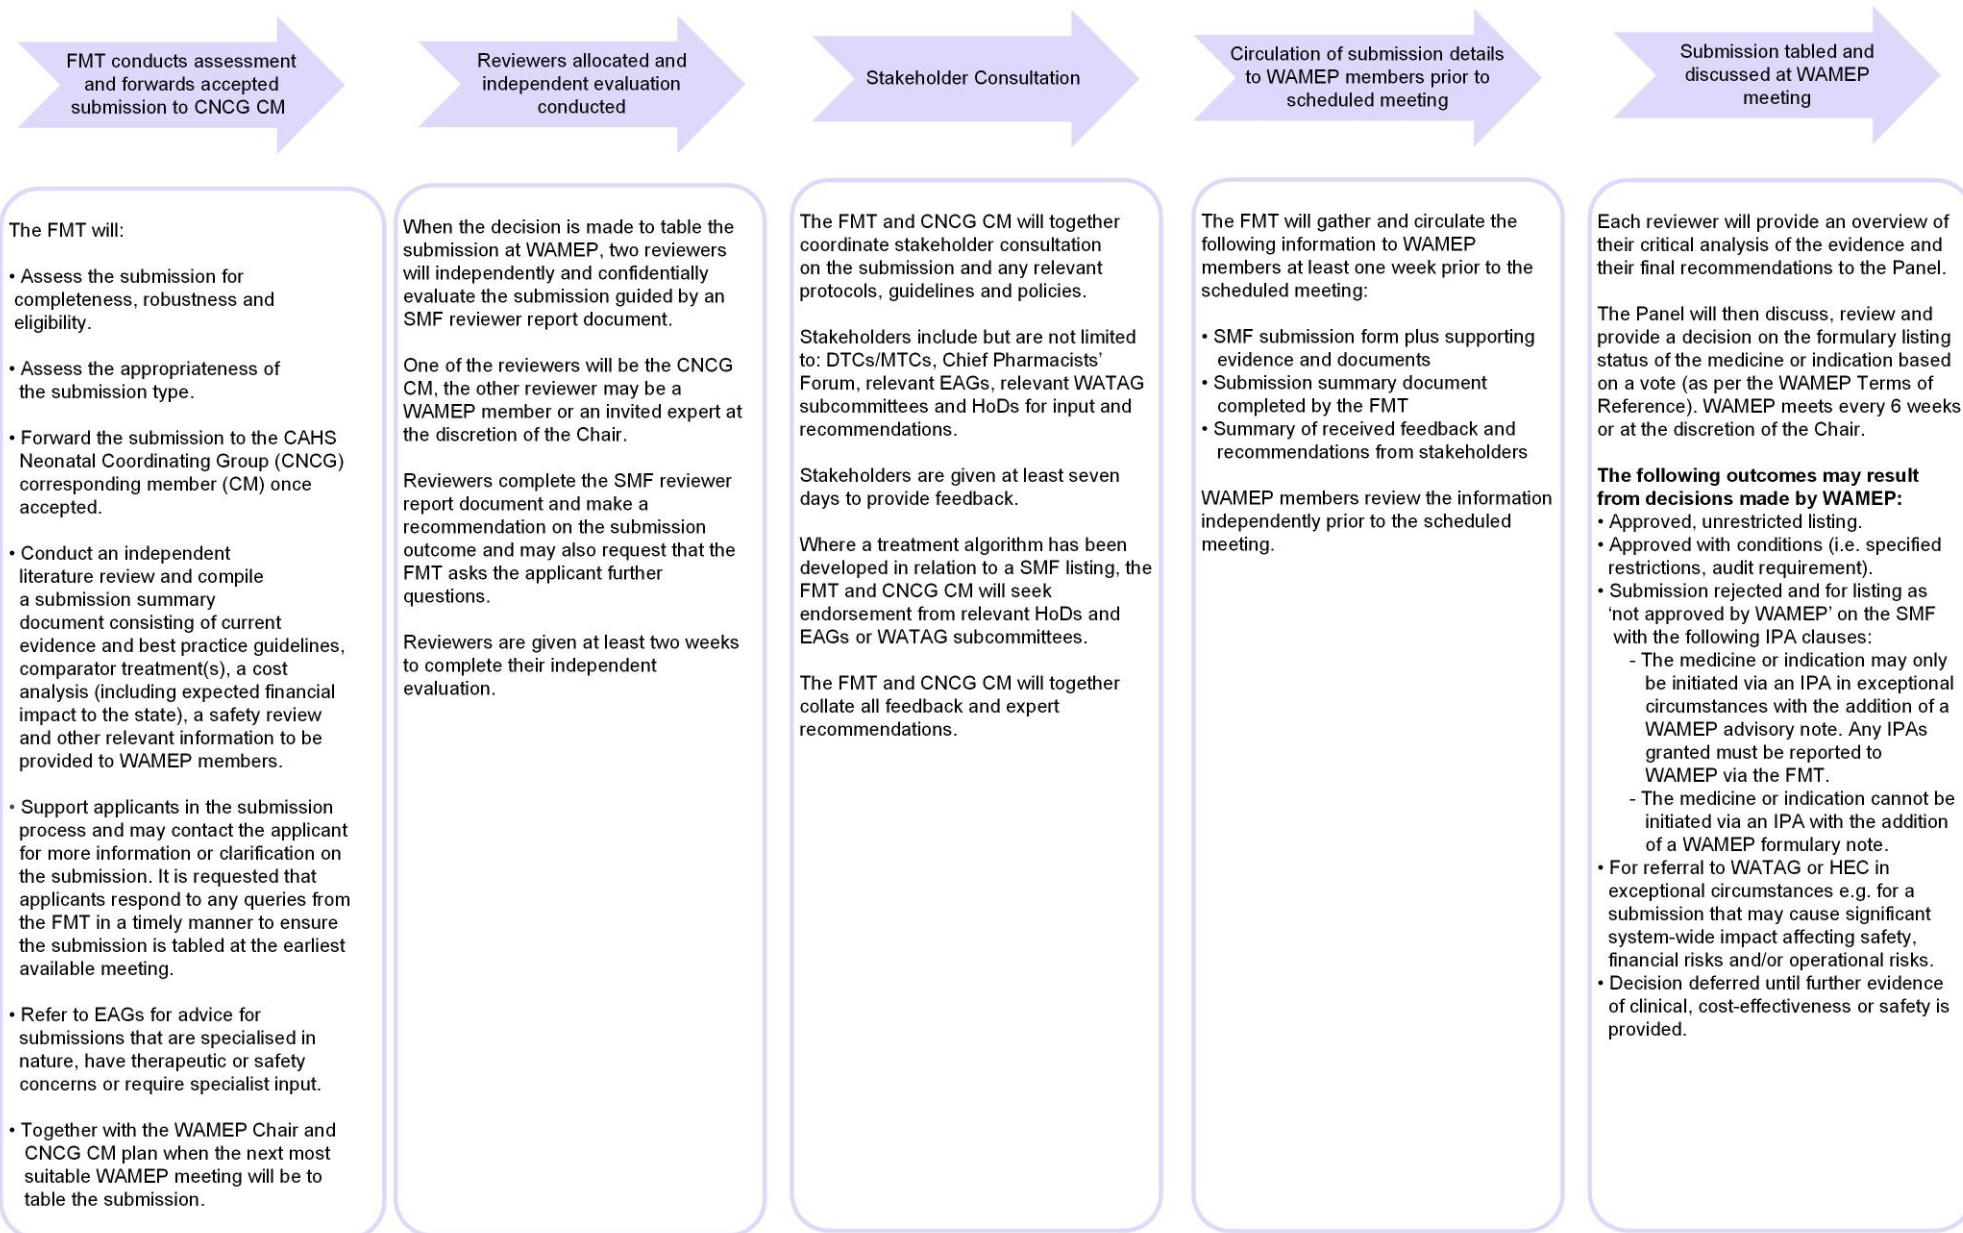 FMT conducts assessment
and forwards accepted
submission to CNCG CM
Reviewers allocated and
independent evaluation
conducted
Stakeholder Consultation
Circulation of submission details
to WAMEP members prior to
scheduled meeting
Submission tabled and
discussed at WAMEP
meeting
The FMT will:
• Assess the submission for
completeness, robustness and
eligibility.
• Assess the appropriateness of
the submission type.
• Forward the submission to the CAHS
Neonatal Coordinating Group (CNCG)
corresponding member (CM) once
accepted.
• Conduct an independent
literature review and compile
a submission summary
document consisting of current
evidence and best practice guidelines,
comparator treatment(s), a cost
analysis (including expected financial
impact to the state), a safety review
and other relevant information to be
provided to WAMEP members.
• Support applicants in the submission
process and may contact the applicant
for more information or clarification on
the submission. It is requested that
applicants respond to any queries from
the FMT in a timely manner to ensure
the submission is tabled at the earliest
available meeting.
• Refer to EAGs for advice for
submissions that are specialised in
nature, have therapeutic or safety
concerns or require specialist input.
• Together with the WAMEP Chair and
CNCG CM plan when the next most
suitable WAMEP meeting will be to
table the submission.
When the decision is made to table the
submission at WAMEP, two reviewers
will independently and confidentially
evaluate the submission guided by an
SMF reviewer report document.
One of the reviewers will be the CNCG
CM, the other reviewer may be a
WAMEP member or an invited expert at
the discretion of the Chair.
Reviewers complete the SMF reviewer
report document and make a
recommendation on the submission
outcome and may also request that the
FMT asks the applicant further
questions.
Reviewers are given at least two weeks
to complete their independent
evaluation.
The FMT and CNCG CM will together
coordinate stakeholder consultation
on the submission and any relevant
protocols, guidelines and policies.
Stakeholders include but are not limited
to: DTCs/MTCs, Chief Pharmacists’
Forum, relevant EAGs, relevant WATAG
subcommittees and HoDs for input and
recommendations.
Stakeholders are given at least seven
days to provide feedback.
Where a treatment algorithm has been
developed in relation to a SMF listing, the
FMT and CNCG CM will seek
endorsement from relevant HoDs and
EAGs or WATAG subcommittees.
The FMT and CNCG CM will together
collate all feedback and expert
recommendations.
The FMT will gather and circulate the
following information to WAMEP
members at least one week prior to the
scheduled meeting:
• SMF submission form plus supporting
evidence and documents
• Submission summary document
completed by the FMT
• Summary of received feedback and
recommendations from stakeholders
WAMEP members review the information
independently prior to the scheduled
meeting.
Each reviewer will provide an overview of
their critical analysis of the evidence and
their final recommendations to the Panel.
The Panel will then discuss, review and
provide a decision on the formulary listing
status of the medicine or indication based
on a vote (as per the WAMEP Terms of
Reference). WAMEP meets every 6 weeks
or at the discretion of the Chair.
The following outcomes may result
from decisions made by WAMEP:
• Approved, unrestricted listing.
• Approved with conditions (i.e. specified
restrictions, audit requirement).
• Submission rejected and for listing as
‘not approved by WAMEP’ on the SMF
with the following IPA clauses:
- The medicine or indication may only
be initiated via an IPA in exceptional
circumstances with the addition of a
WAMEP advisory note. Any IPAs
granted must be reported to
WAMEP via the FMT.
- The medicine or indication cannot be
initiated via an IPA with the addition
of a WAMEP formulary note.
• For referral to WATAG or HEC in
exceptional circumstances e.g. for a
submission that may cause significant
system-wide impact affecting safety,
financial risks and/or operational risks.
• Decision deferred until further evidence
of clinical, cost-effectiveness or safety is
provided.